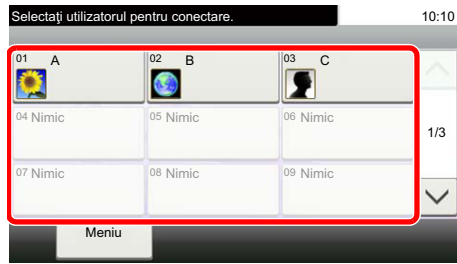 Selectaţi utilizatorul pentru conectare. 10:10
01 A 02 B 03 C
04 Nimic 05 Nimic 06 Nimic
1/3
07 Nimic 08 Nimic 09 Nimic
Meniu